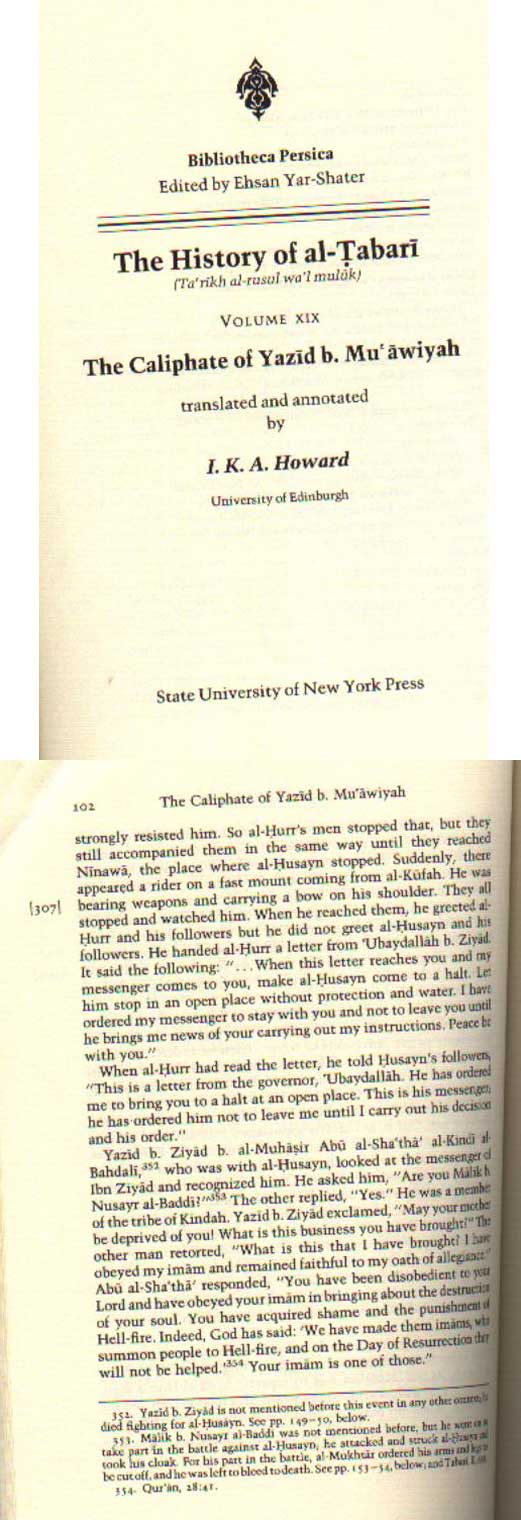 Bibliotheca Persica
Edited by Ehsan Yar-Shater
The History of al-Ṭabarī
(Ta'rīkh al-rusul wa'l mulūk)
VOLUME XIX
The Caliphate of Yazīd b. Muʿāwiyah
translated and annotated
by
I. K. A. Howard
University of Edinburgh
State University of New York Press
102 The Caliphate of Yazīd b. Muʿāwiyah
strongly resisted him. So al-Ḥurr's men stopped that, but they
still accompanied them in the same way until they reached
Nīnawā, the place where al-Ḥusayn stopped. Suddenly, there
appeared a rider on a fast mount coming from al-Kūfah. He was
[307] bearing weapons and carrying a bow on his shoulder. They all
stopped and watched him. When he reached them, he greeted al-
Ḥurr and his followers but he did not greet al-Ḥusayn and his
followers. He handed al-Ḥurr a letter from ʿUbaydallāh b. Ziyād.
It said the following: "...When this letter reaches you and my
messenger comes to you, make al-Ḥusayn come to a halt. Let
him stop in an open place without protection and water. I have
ordered my messenger to stay with you and not to leave you until
he brings me news of your carrying out my instructions. Peace be
with you."
When al-Ḥurr had read the letter, he told Ḥusayn's followers,
"This is a letter from the governor, ʿUbaydallāh. He has ordered
me to bring you to a halt at an open place. This is his messenger;
he has ordered him not to leave me until I carry out his decision
and his order."
Yazīd b. Ziyād b. al-Muhāṣir Abū al-Shaʿthāʾ al-Kindī al-
Bahdalī,352 who was with al-Ḥusayn, looked at the messenger of
Ibn Ziyād and recognized him. He asked him, "Are you Mālik b.
Nusayr al-Baddī?"353 The other replied, "Yes." He was a member
of the tribe of Kindah. Yazīd b. Ziyād exclaimed, "May your mother
be deprived of you! What is this business you have brought?" The
other man retorted, "What is this that I have brought? I have
obeyed my imām and remained faithful to my oath of allegiance."
Abū al-Shaʿthāʾ responded, "You have been disobedient to your
Lord and have obeyed your imām in bringing about the destruction
of your soul. You have acquired shame and the punishment of
Hell-fire. Indeed, God has said: 'We have made them imāms, who
summon people to Hell-fire, and on the Day of Resurrection they
will not be helped.'354 Your imām is one of those."
352. Yazīd b. Ziyād is not mentioned before this event in any other
died fighting for al-Ḥusayn. See pp. 149–50, below.
353. Mālik b. Nusayr al-Baddī was not mentioned before, but he went on to
take part in the battle against al-Ḥusayn; he attacked and struck al-Ḥusayn and
took his cloak. For his part in the battle, al-Mukhtār ordered his arms and legs to
be cut off, and he was left to bleed to death. See pp. 153–54, below; and Ṭabarī
354. Qurʾān, 28:41.